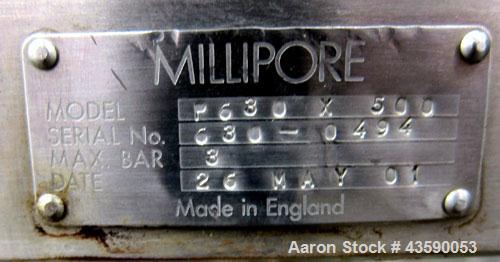 MILLIPORE
MODEL P630 X 500
SERIAL No. 630-0494
MAX. BAR 3
DATE 26 MAY 01
Made in England
Aaron Stock # 43590053